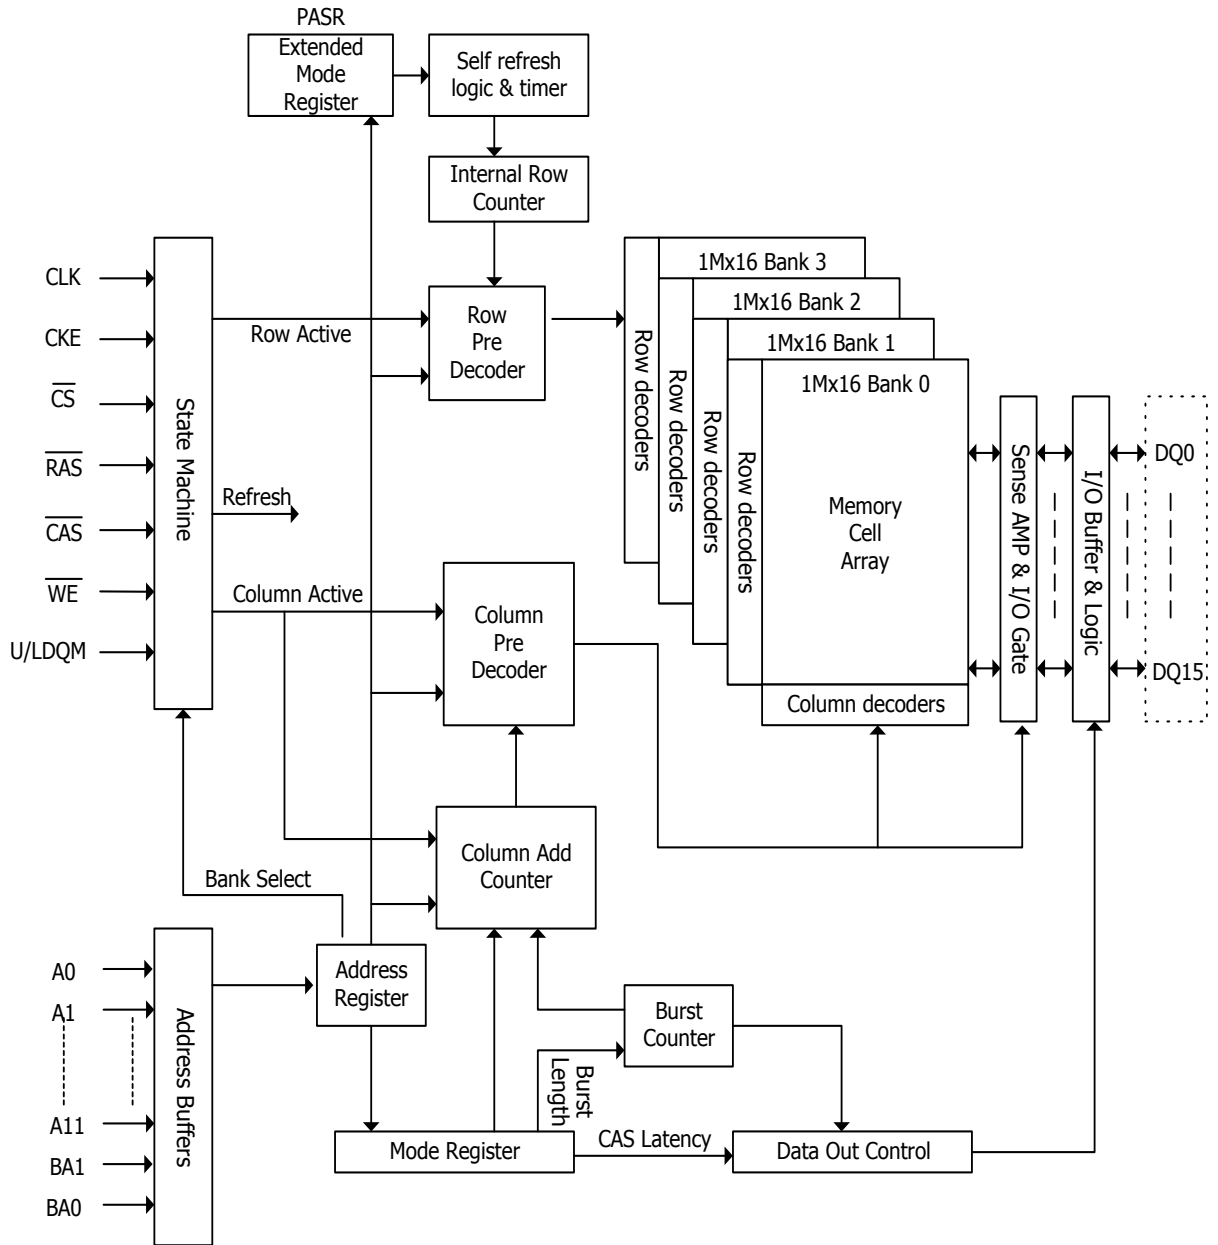 PASR
Extended
Mode
Register
Self refresh
logic & timer
Internal Row
Counter
CLK
CKE
CS
RAS
CAS
WE
U/LDQM
State Machine
Row Active
Refresh
Column Active
Bank Select
Row
Pre
Decoder
Column
Pre
Decoder
Column Add
Counter
1Mx16 Bank 3
1Mx16 Bank 2
1Mx16 Bank 1
1Mx16 Bank 0
Row decoders
Row decoders
Row decoders
Row decoders
Memory
Cell
Array
Column decoders
Sense AMP & I/O Gate
I/O Buffer & Logic
DQ0
DQ15
A0
A1
A11
BA1
BA0
Address Buffers
Address
Register
Burst
Counter
Burst
Length
Mode Register
CAS Latency
Data Out Control